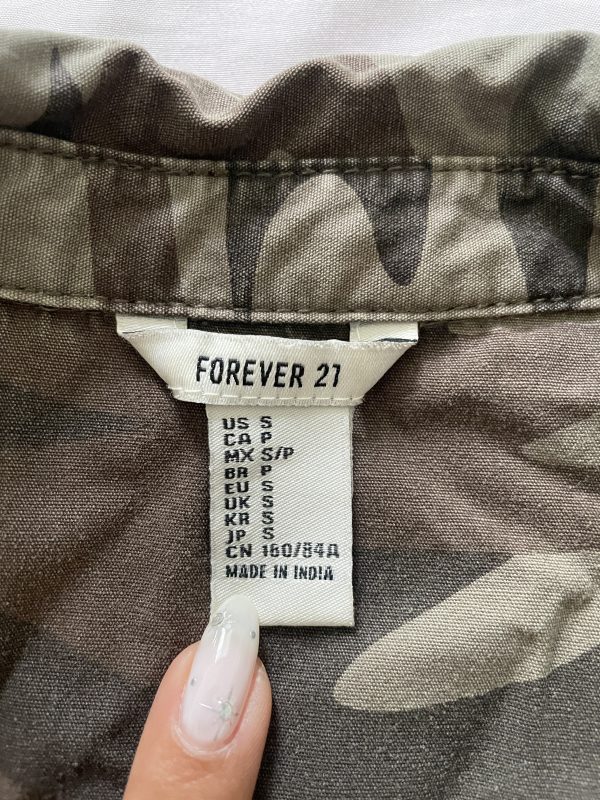 FOREVER 21
US S
CA P
MX S/P
BR P
EU S
UK S
KR S
JP S
CN 160/84A
MADE IN INDIA